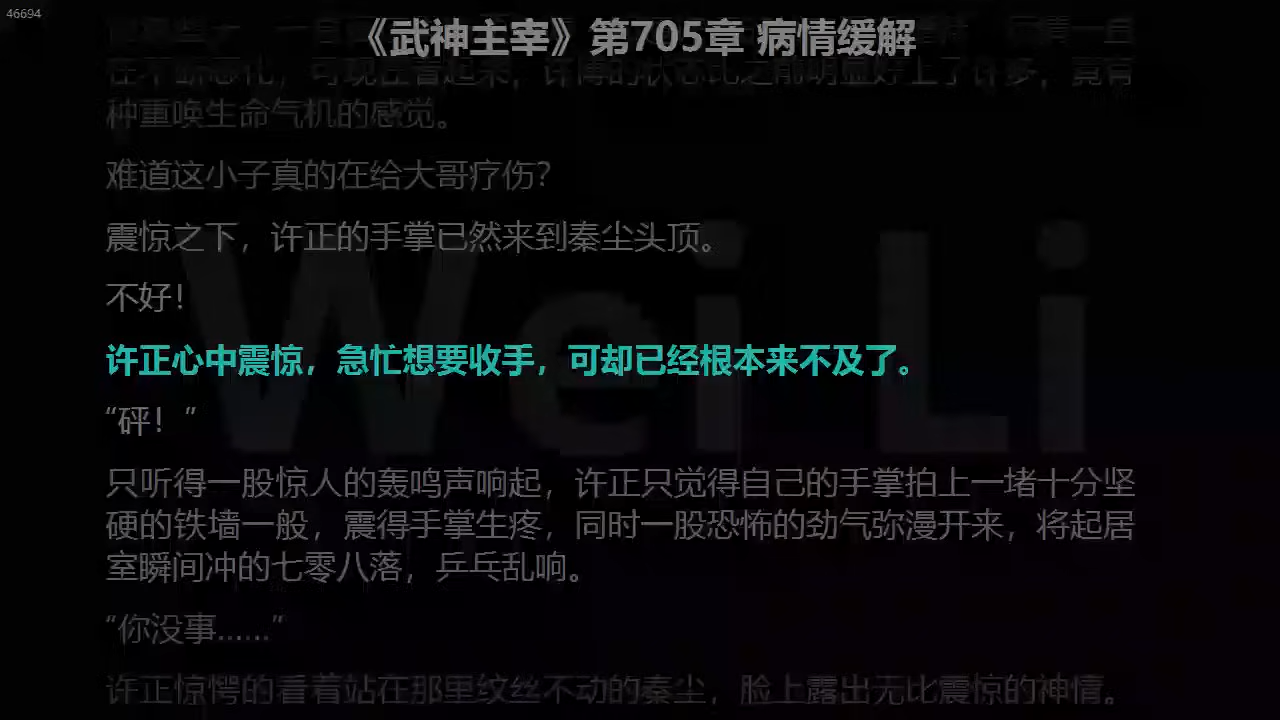 46694
《武神主宰》第705章 病情缓解
在不断恶化，可现在看起来，许博的状态比之前明显好上了许多，竟有
种重唤生命气机的感觉。
难道这小子真的在给大哥疗伤？
震惊之下，许正的手掌已然来到秦尘头顶。
不好！
许正心中震惊，急忙想要收手，可却已经根本来不及了。
“砰！”
只听得一股惊人的轰鸣声响起，许正只觉得自己的手掌拍上一堵十分坚
硬的铁墙一般，震得手掌生疼，同时一股恐怖的劲气弥漫开来，将起居
室瞬间冲的七零八落，乒乓乱响。
“你没事……”
许正惊愕的看着站在那里纹丝不动的秦尘，脸上露出无比震惊的神情。
Wei Li